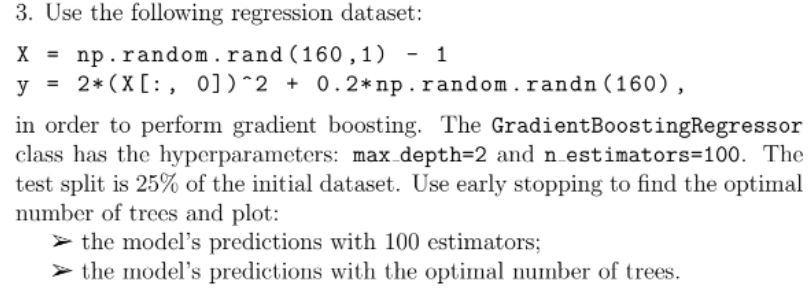 3. Use the following regression dataset:
X = np.random.rand(160,1) - 1
y = 2*(X[:, 0])^2 + 0.2*np.random.randn(160),
in order to perform gradient boosting. The GradientBoostingRegressor
class has the hyperparameters: max_depth=2 and n_estimators=100. The
test split is 25% of the initial dataset. Use early stopping to find the optimal
number of trees and plot:
➢ the model's predictions with 100 estimators;
➢ the model's predictions with the optimal number of trees.